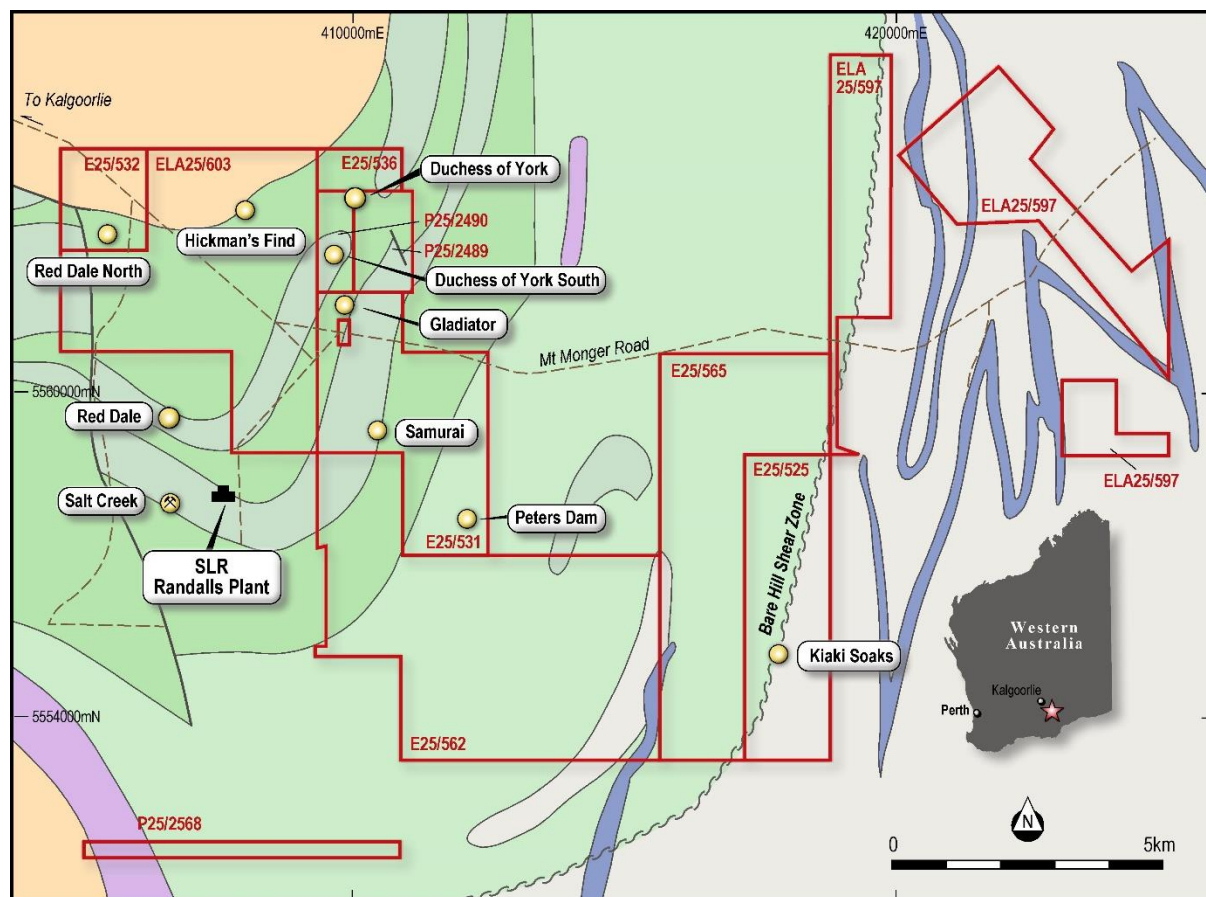 410000mE
420000mE
To Kalgoorlie
ELA
25/597
E25/532
ELA25/603
E25/536
Duchess of York
P25/2490
P25/2489
ELA25/597
Hickman's Find
Red Dale North
Duchess of York South
Gladiator
Mt Monger Road
E25/565
5560000mN
Red Dale
Samurai
E25/525
ELA25/597
Salt Creek
Peters Dam
E25/531
SLR
Randalls Plant
Bare Hill Shear Zone
Kiaki Soaks
Western
Australia
Kalgoorlie
Perth
5554000mN
E25/562
P25/2568
N
0
5km